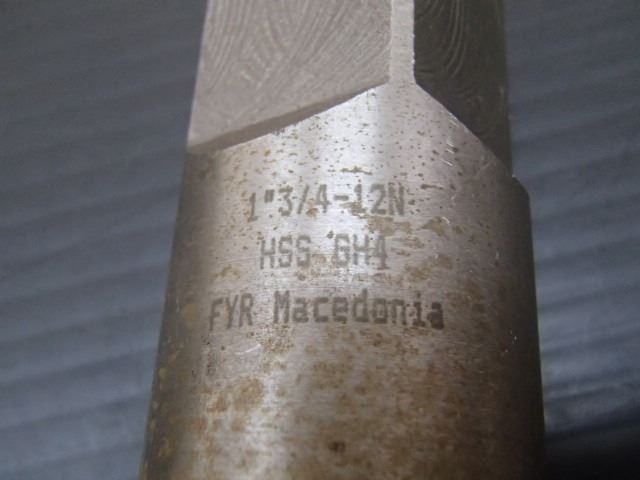 1"3/4-12N
HSS GH4
FYR Macedonia